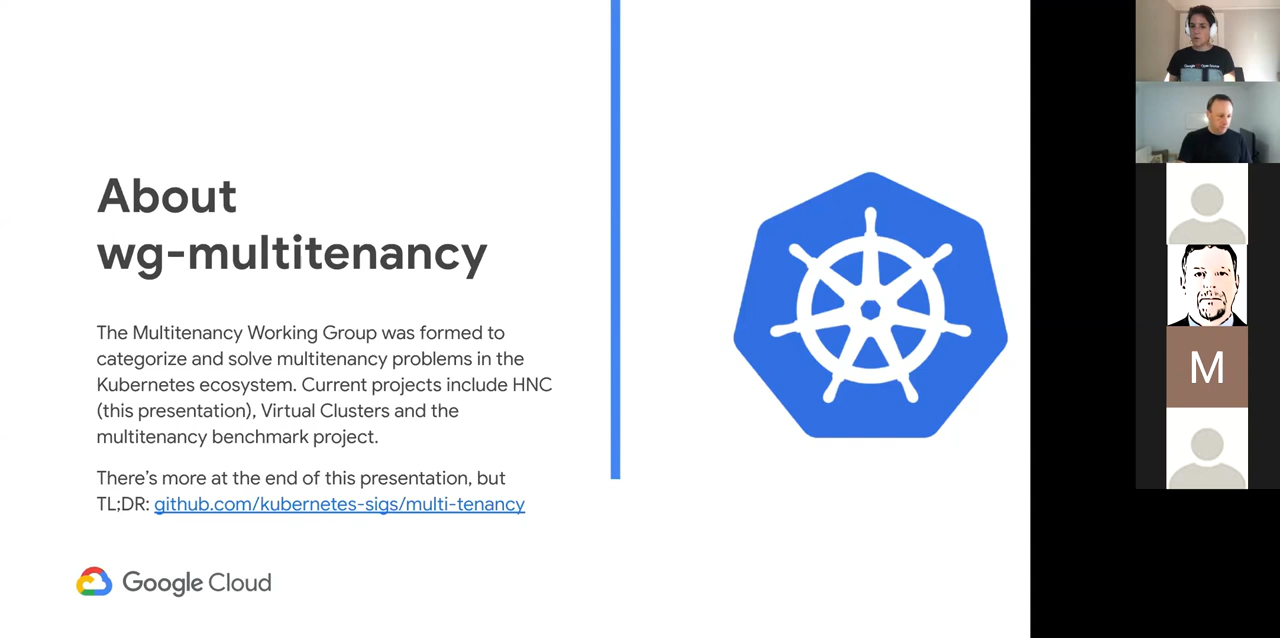 About
wg-multitenancy
The Multitenancy Working Group was formed to
categorize and solve multitenancy problems in the
Kubernetes ecosystem. Current projects include HNC
(this presentation), Virtual Clusters and the
multitenancy benchmark project.
There's more at the end of this presentation, but
TL;DR: github.com/kubernetes-sigs/multi-tenancy
Google Cloud
M